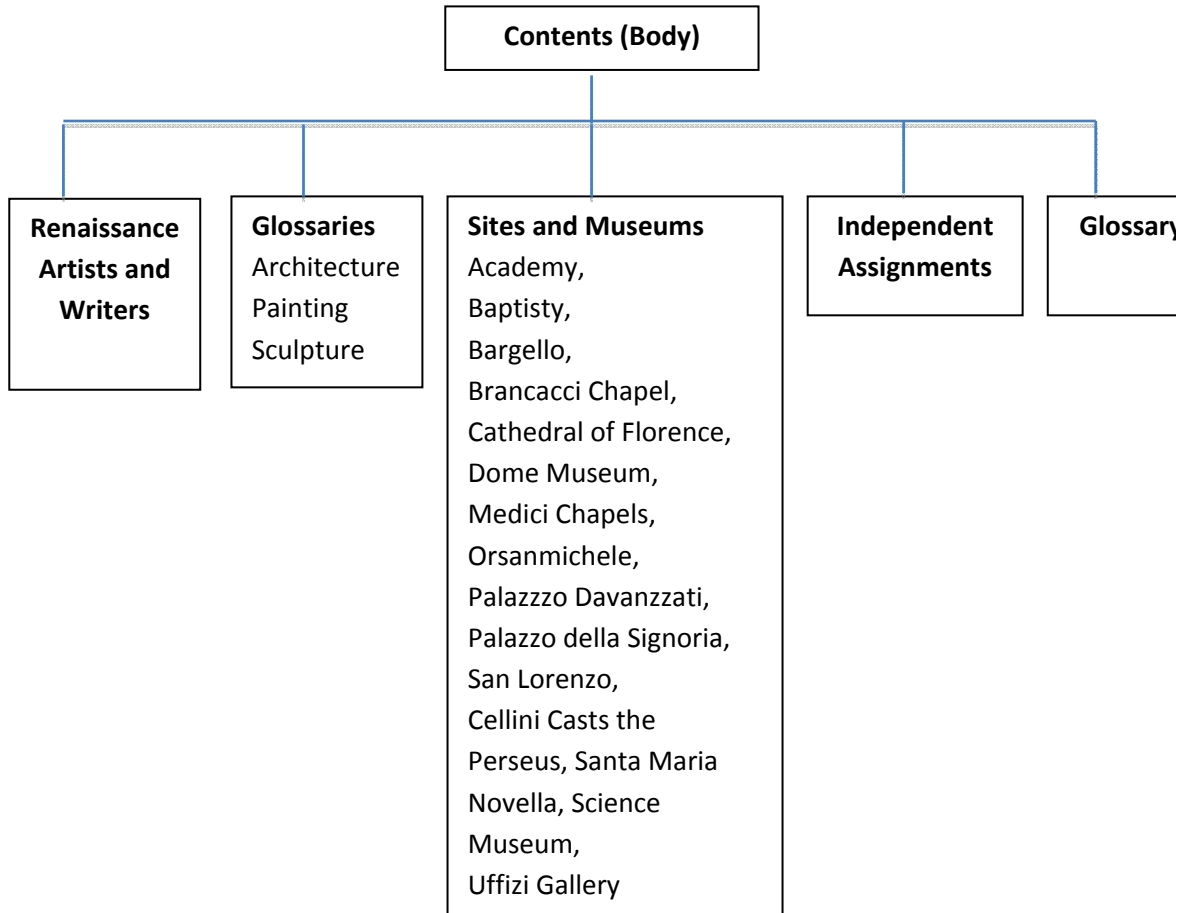 Contents (Body)
Renaissance
Artists and
Writers
Glossaries
Architecture
Painting
Sculpture
Sites and Museums
Academy,
Baptisty,
Bargello,
Brancacci Chapel,
Cathedral of Florence,
Dome Museum,
Medici Chapels,
Orsanmichele,
Palazzzo Davanzzati,
Palazzo della Signoria,
San Lorenzo,
Cellini Casts the
Perseus, Santa Maria
Novella, Science
Museum,
Uffizi Gallery
Independent
Assignments
Glossary